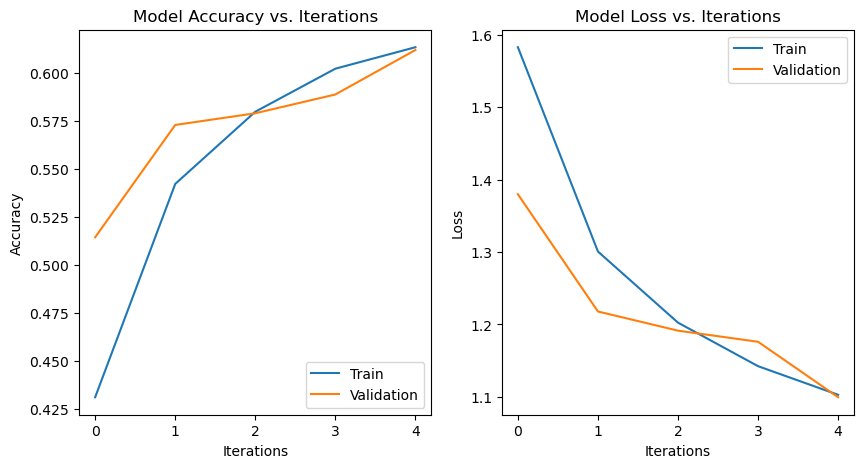 Model Accuracy vs. Iterations
Accuracy
0.600
0.575
0.550
0.525
0.500
0.475
0.450
0.425
Train
Validation
0 1 2 3 4
Iterations
Model Loss vs. Iterations
Loss
1.6
1.5
1.4
1.3
1.2
1.1
Train
Validation
0 1 2 3 4
Iterations